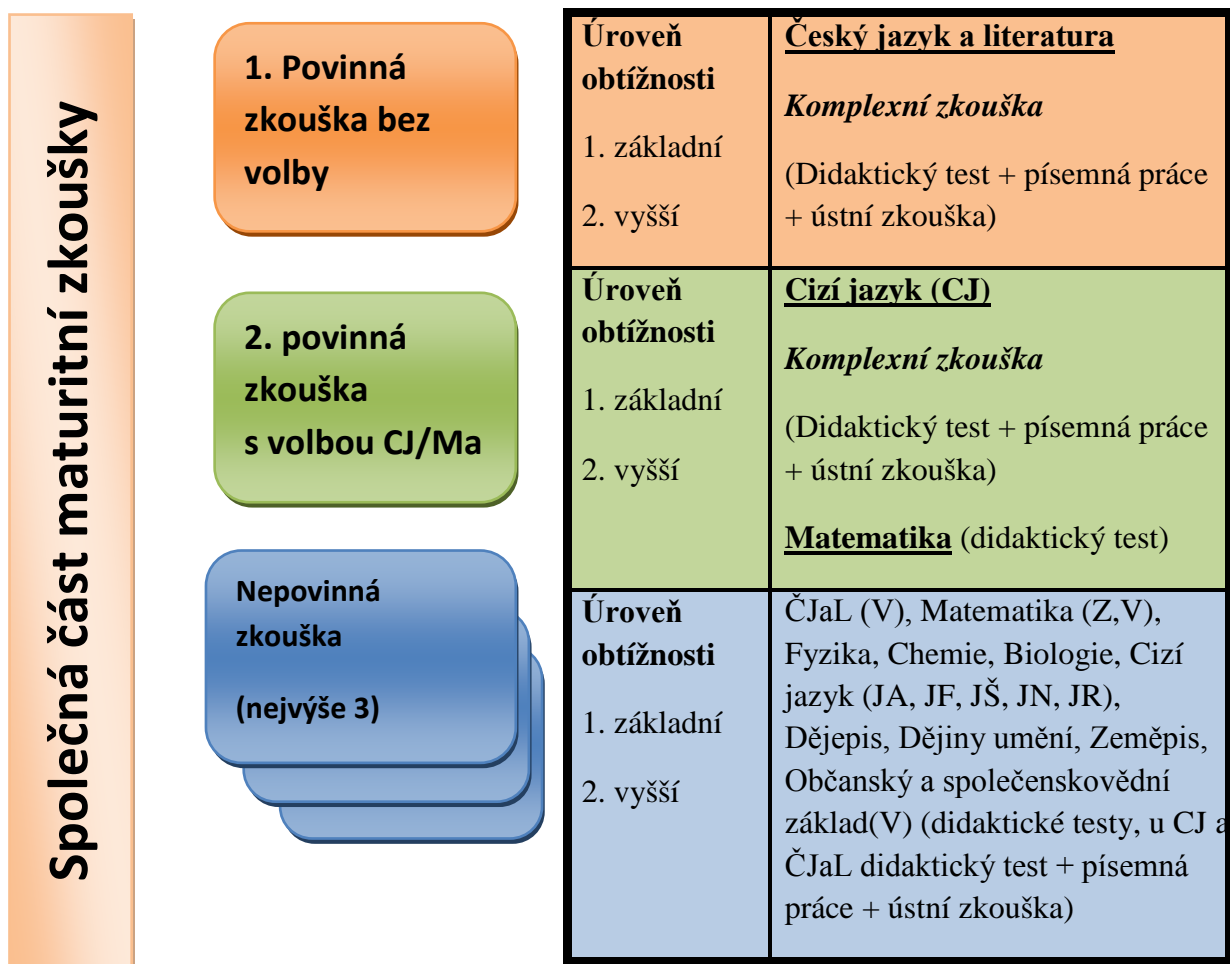 Společná část maturitní zkoušky
1. Povinná
zkouška bez
volby
Úroveň
obtížnosti
1. základní
2. vyšší
Český jazyk a literatura
Komplexní zkouška
(Didaktický test + písemná práce
+ ústní zkouška)
2. povinná
zkouška
s volbou CJ/Ma
Úroveň
obtížnosti
1. základní
2. vyšší
Cizí jazyk (CJ)
Komplexní zkouška
(Didaktický test + písemná práce
+ ústní zkouška)
Matematika (didaktický test)
Nepovinná
zkouška
(nejvýše 3)
Úroveň
obtížnosti
1. základní
2. vyšší
ČJaL (V), Matematika (Z,V),
Fyzika, Chemie, Biologie, Cizí
jazyk (JA, JF, JŠ, JN, JR),
Dějepis, Dějiny umění, Zeměpis,
Občanský a společenskovědní
základ(V) (didaktické testy, u CJ a
ČJaL didaktický test + písemná
práce + ústní zkouška)